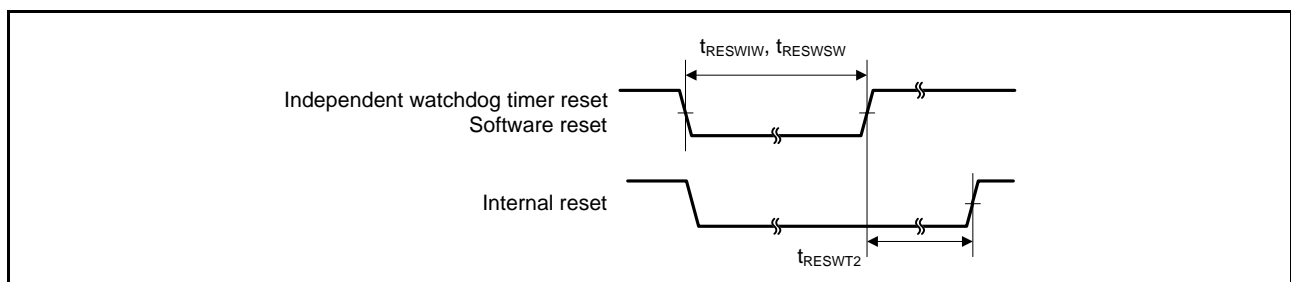 tRESWIW, tRESWSW
Independent watchdog timer reset
Software reset
Internal reset
tRESWT2